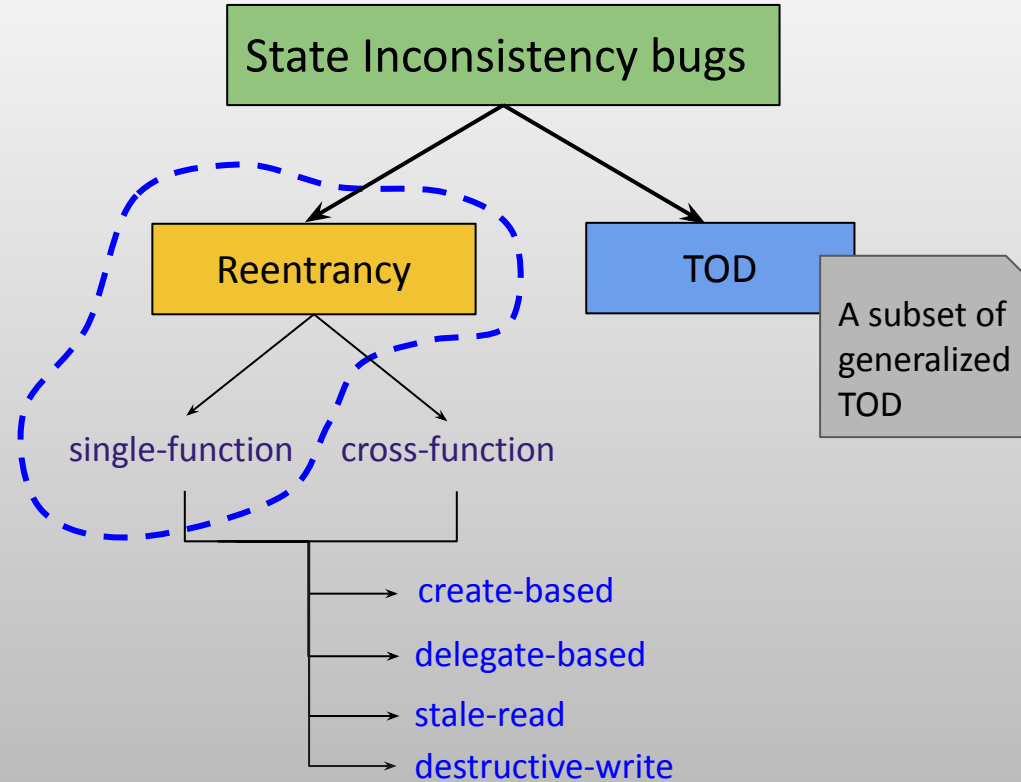 State Inconsistency bugs
Reentrancy
TOD
A subset of
generalized
TOD
single-function
cross-function
create-based
delegate-based
stale-read
destructive-write